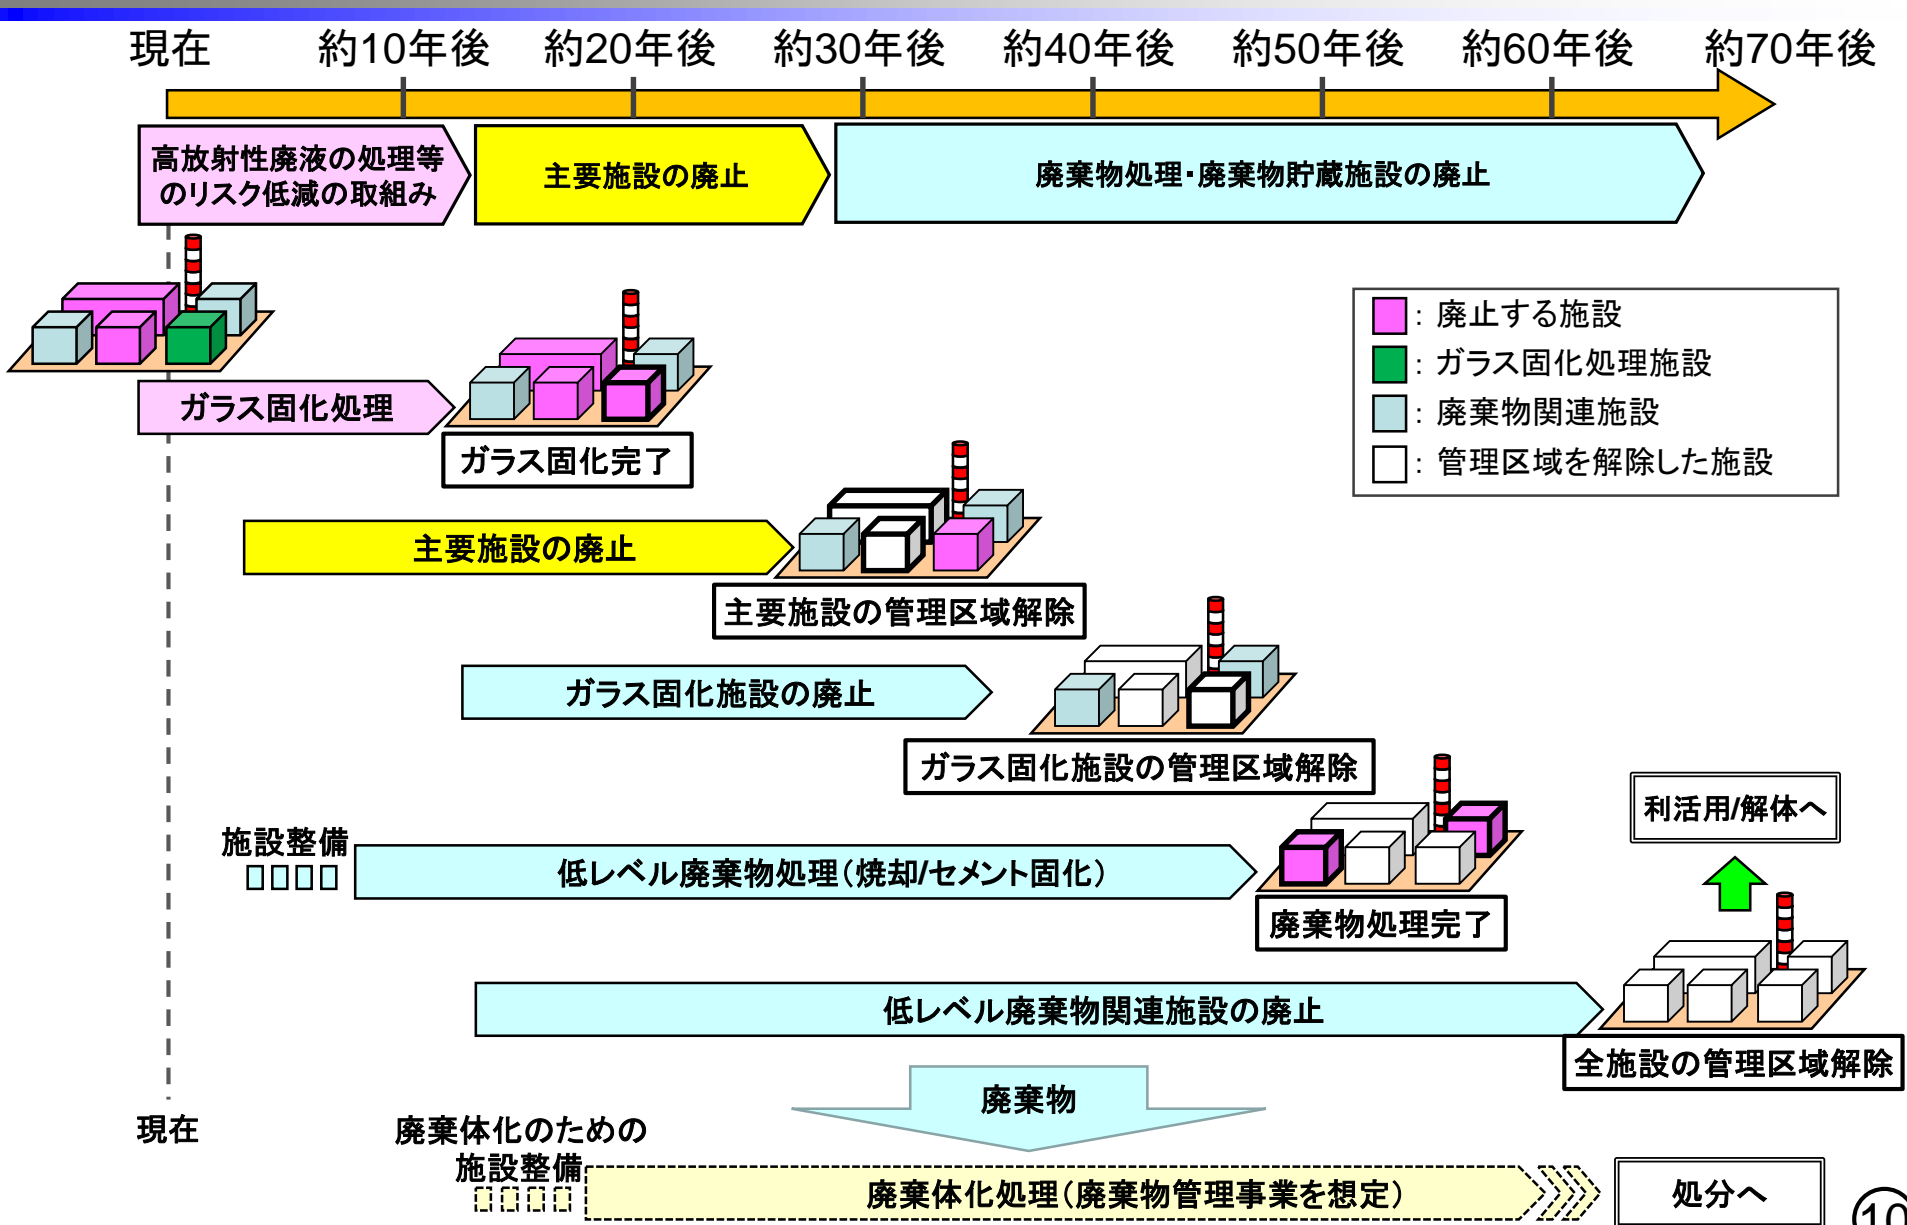 現在
約10年後
約20年後
約30年後
約40年後
約50年後
約60年後
約70年後
高放射性廃液の処理等
のリスク低減の取組み
主要施設の廃止
廃棄物処理・廃棄物貯蔵施設の廃止
：廃止する施設
：ガラス固化処理施設
：廃棄物関連施設
：管理区域を解除した施設
ガラス固化処理
ガラス固化完了
主要施設の廃止
主要施設の管理区域解除
ガラス固化施設の廃止
ガラス固化施設の管理区域解除
施設整備
低レベル廃棄物処理（焼却/セメント固化）
廃棄物処理完了
利活用/解体へ
低レベル廃棄物関連施設の廃止
全施設の管理区域解除
廃棄物
現在
廃棄体化のための
施設整備
廃棄体化処理（廃棄物管理事業を想定）
処分へ
10